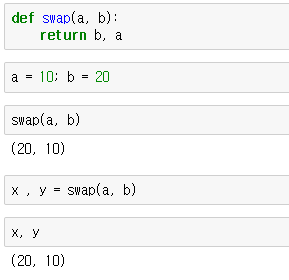 def swap(a, b):
    return b, a
a = 10; b = 20
swap(a, b)
(20, 10)
x , y = swap(a, b)
x, y
(20, 10)